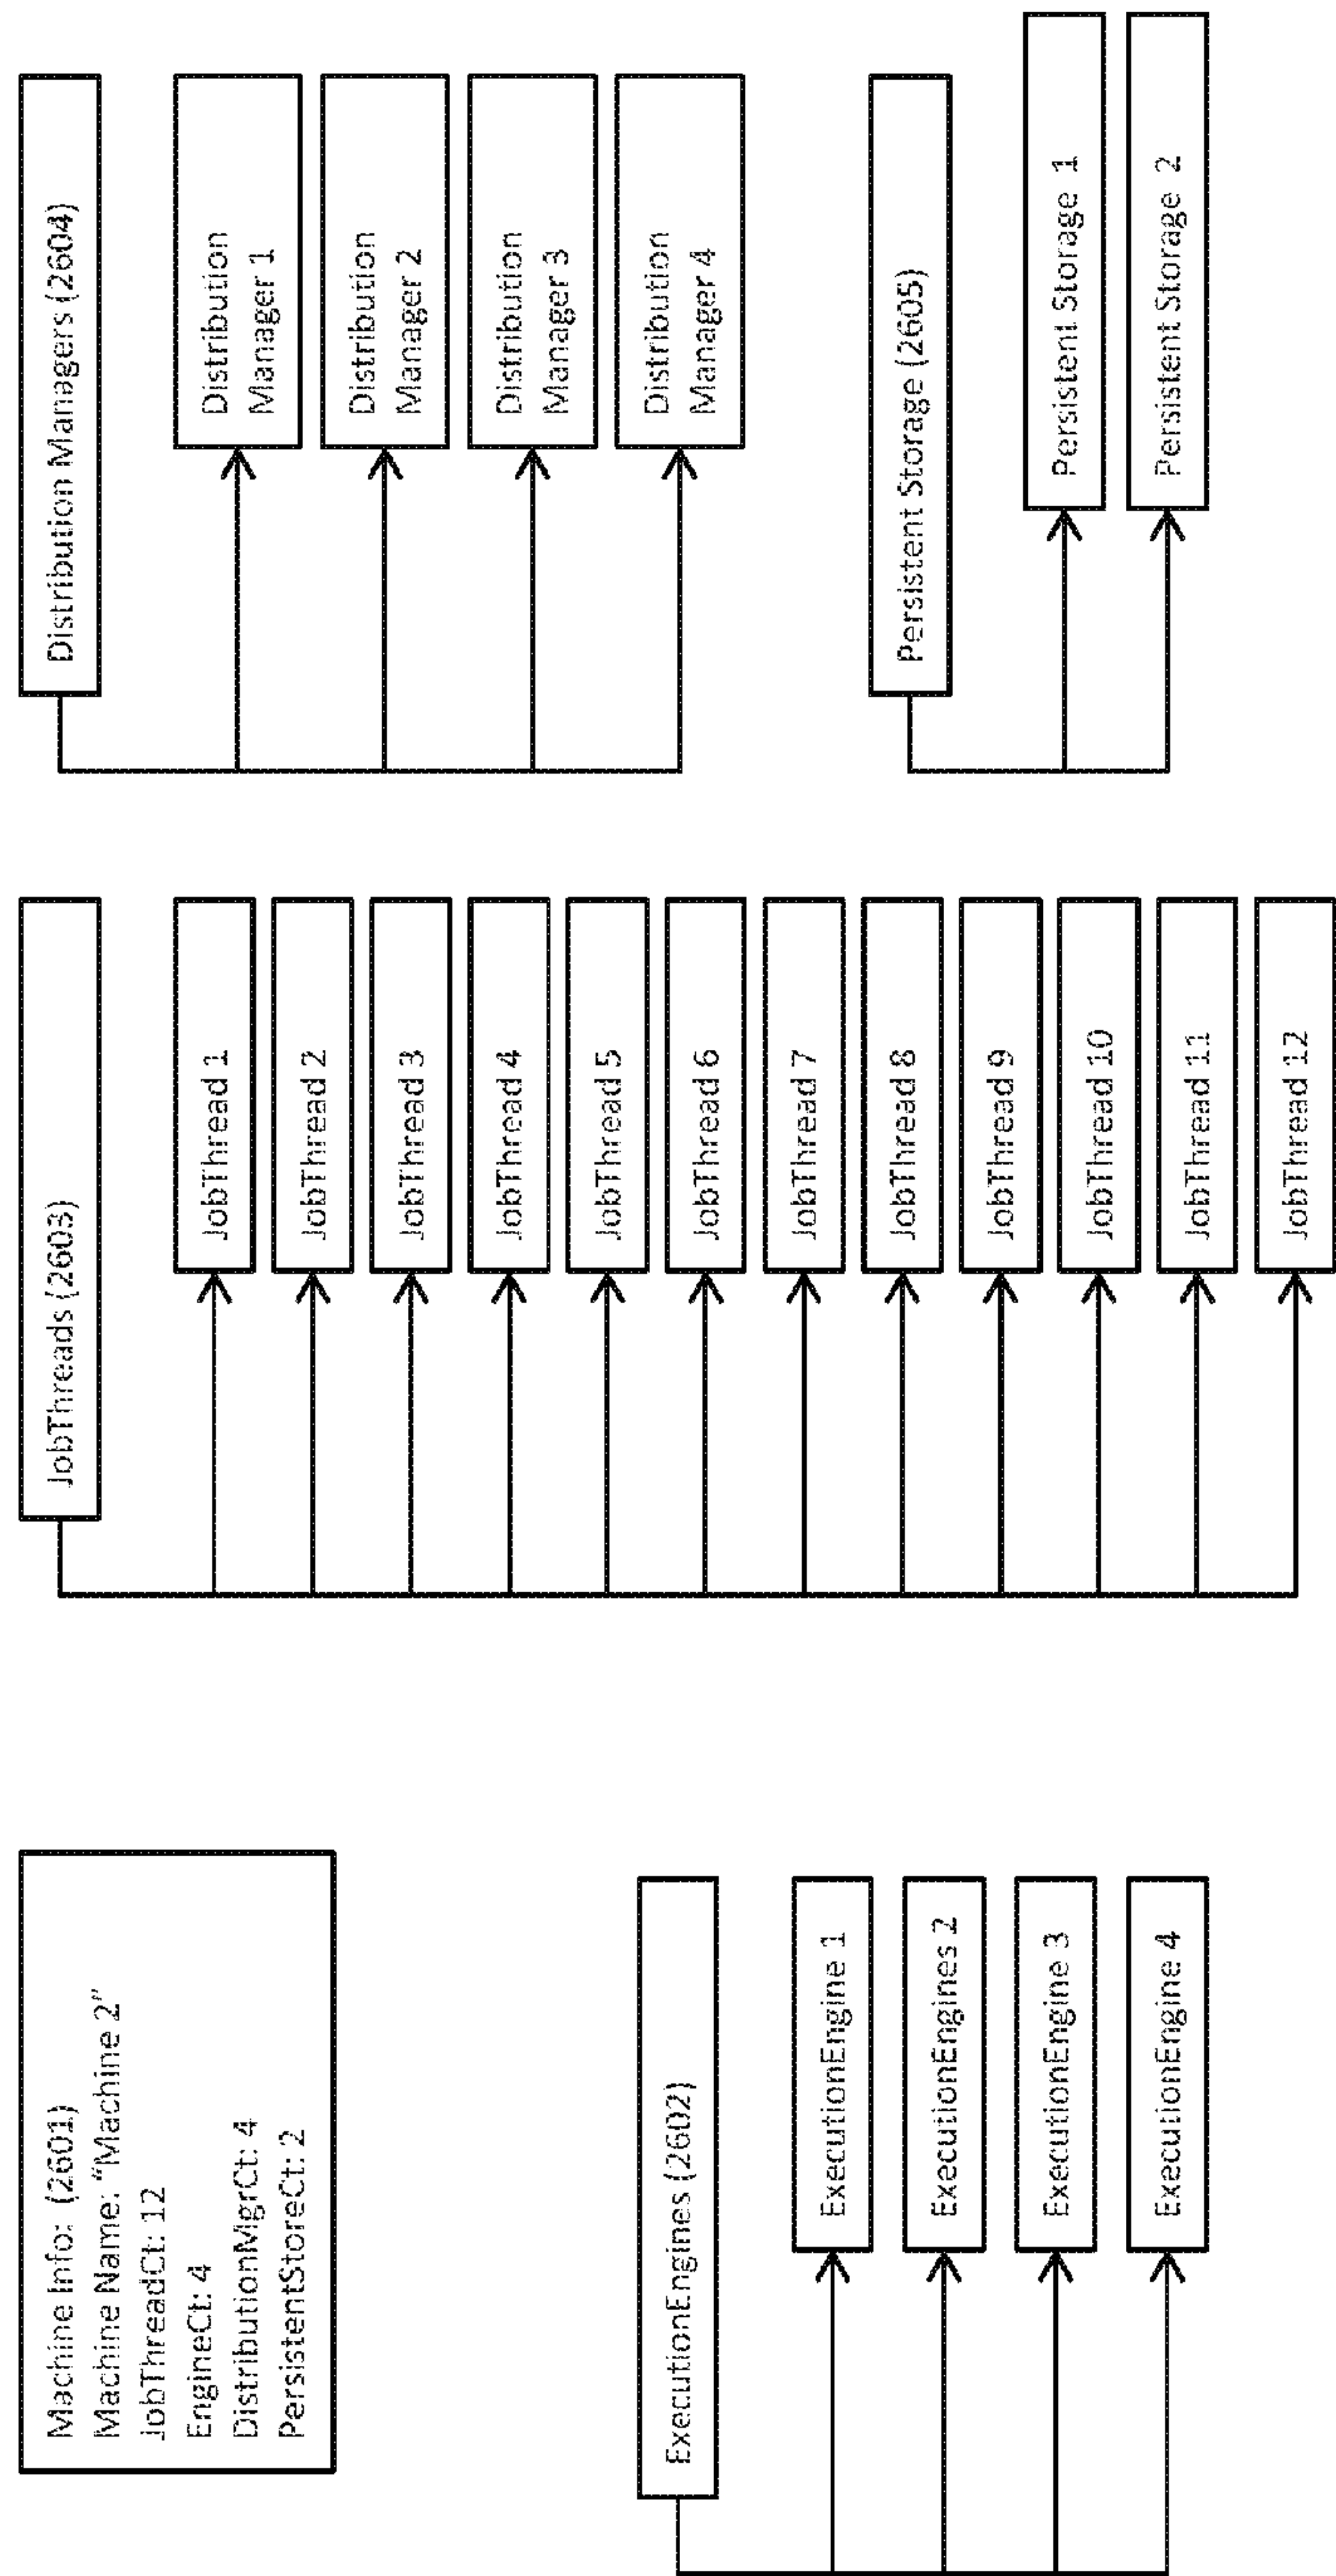 Machine Info:  (2601)
Machine Name: “Machine 2”
JobThreadCt: 12
EngineCt: 4
DistributionMgrCt: 4
PersistentStoreCt: 2
ExecutionEngines (2602)
ExecutionEngine 1
ExecutionEngines 2
ExecutionEngine 3
ExecutionEngine 4
JobThreads (2603)
JobThread 1
JobThread 2
JobThread 3
JobThread 4
JobThread 5
JobThread 6
JobThread 7
JobThread 8
JobThread 9
JobThread 10
JobThread 11
JobThread 12
Distribution Managers (2604)
Distribution
Manager 1
Distribution
Manager 2
Distribution
Manager 3
Distribution
Manager 4
Persistent Storage (2605)
Persistent Storage  1
Persistent Storage  2